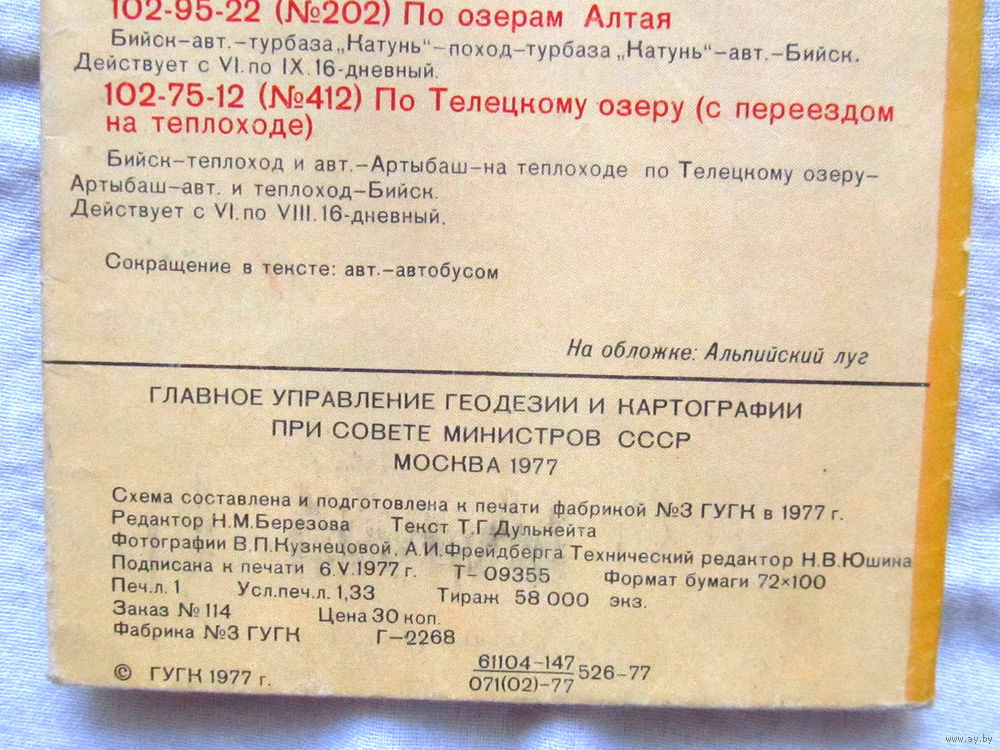 102-95-22 (№202) По озерам Алтая
Бийск-авт.-турбаза „Катунь"-поход-турбаза „Катунь"-авт.-Бийск.
Действует с VI. по IX. 16-дневный.
102-75-12 (№412) По Телецкому озеру (с переездом
на теплоходе)
Бийск-теплоход и авт.-Артыбаш-на теплоходе по Телецкому озеру-
Артыбаш-авт. и теплоход-Бийск.
Действует с VI. по VIII. 16-дневный.
Сокращение в тексте: авт.-автобусом
На обложке: Альпийский луг
ГЛАВНОЕ УПРАВЛЕНИЕ ГЕОДЕЗИИ И КАРТОГРАФИИ
ПРИ СОВЕТЕ МИНИСТРОВ СССР
МОСКВА 1977
Схема составлена и подготовлена к печати фабрикой №3 ГУГК в 1977 г.
Редактор Н.М.Березова Текст Т.Г.Дулькейта
Фотографии В.П.Кузнецовой, А.И.Фрейдберга Технический редактор Н.В.Юшина
Подписана к печати 6.V.1977 г. Т-09355 Формат бумаги 72×100
Печ.л. 1 Усл.печ.л. 1,33 Тираж 58 000 экз.
Заказ № 114 Цена 30 коп.
Фабрика №3 ГУГК Г-2268
© ГУГК 1977 г.
61104-147
071(02)-77 526-77
www.ay.by